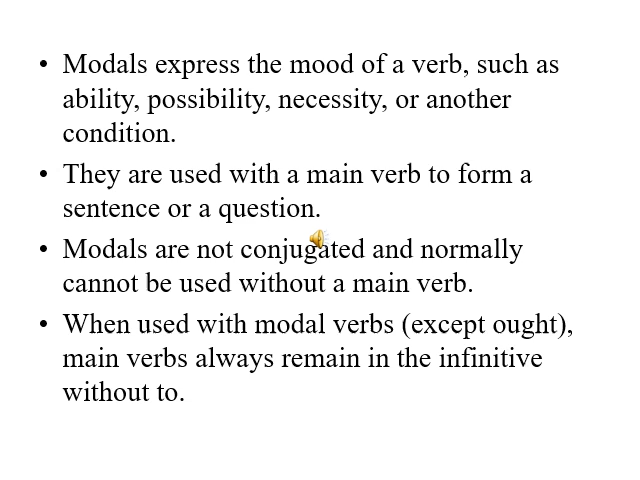 • Modals express the mood of a verb, such as
ability, possibility, necessity, or another
condition.
• They are used with a main verb to form a
sentence or a question.
• Modals are not conjugated and normally
cannot be used without a main verb.
• When used with modal verbs (except ought),
main verbs always remain in the infinitive
without to.